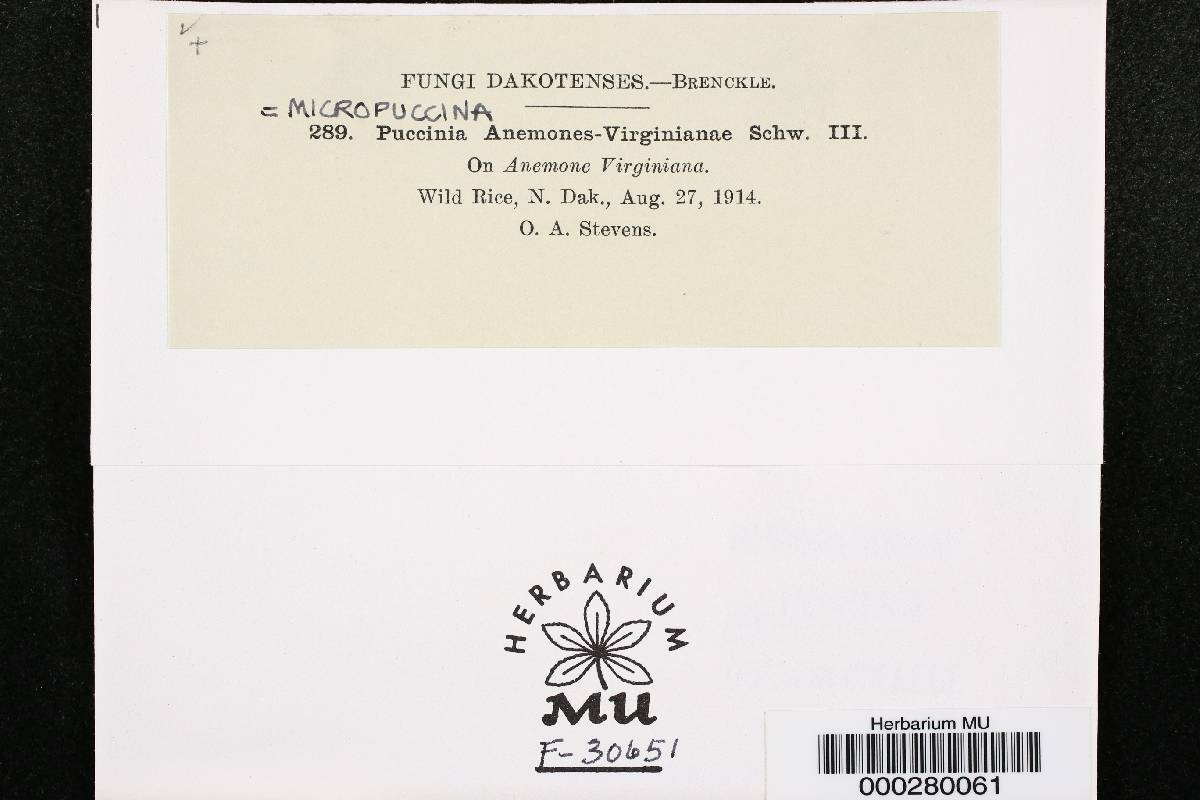 FUNGI DAKOTENSES.—BRENCKLE.
= MICROPUCCINA
289. Puccinia Anemones-Virginianae Schw. III.
On Anemone Virginiana.
Wild Rice, N. Dak., Aug. 27, 1914.
O. A. Stevens.
HERBARIUM
MU
F-30651
Herbarium MU
000280061